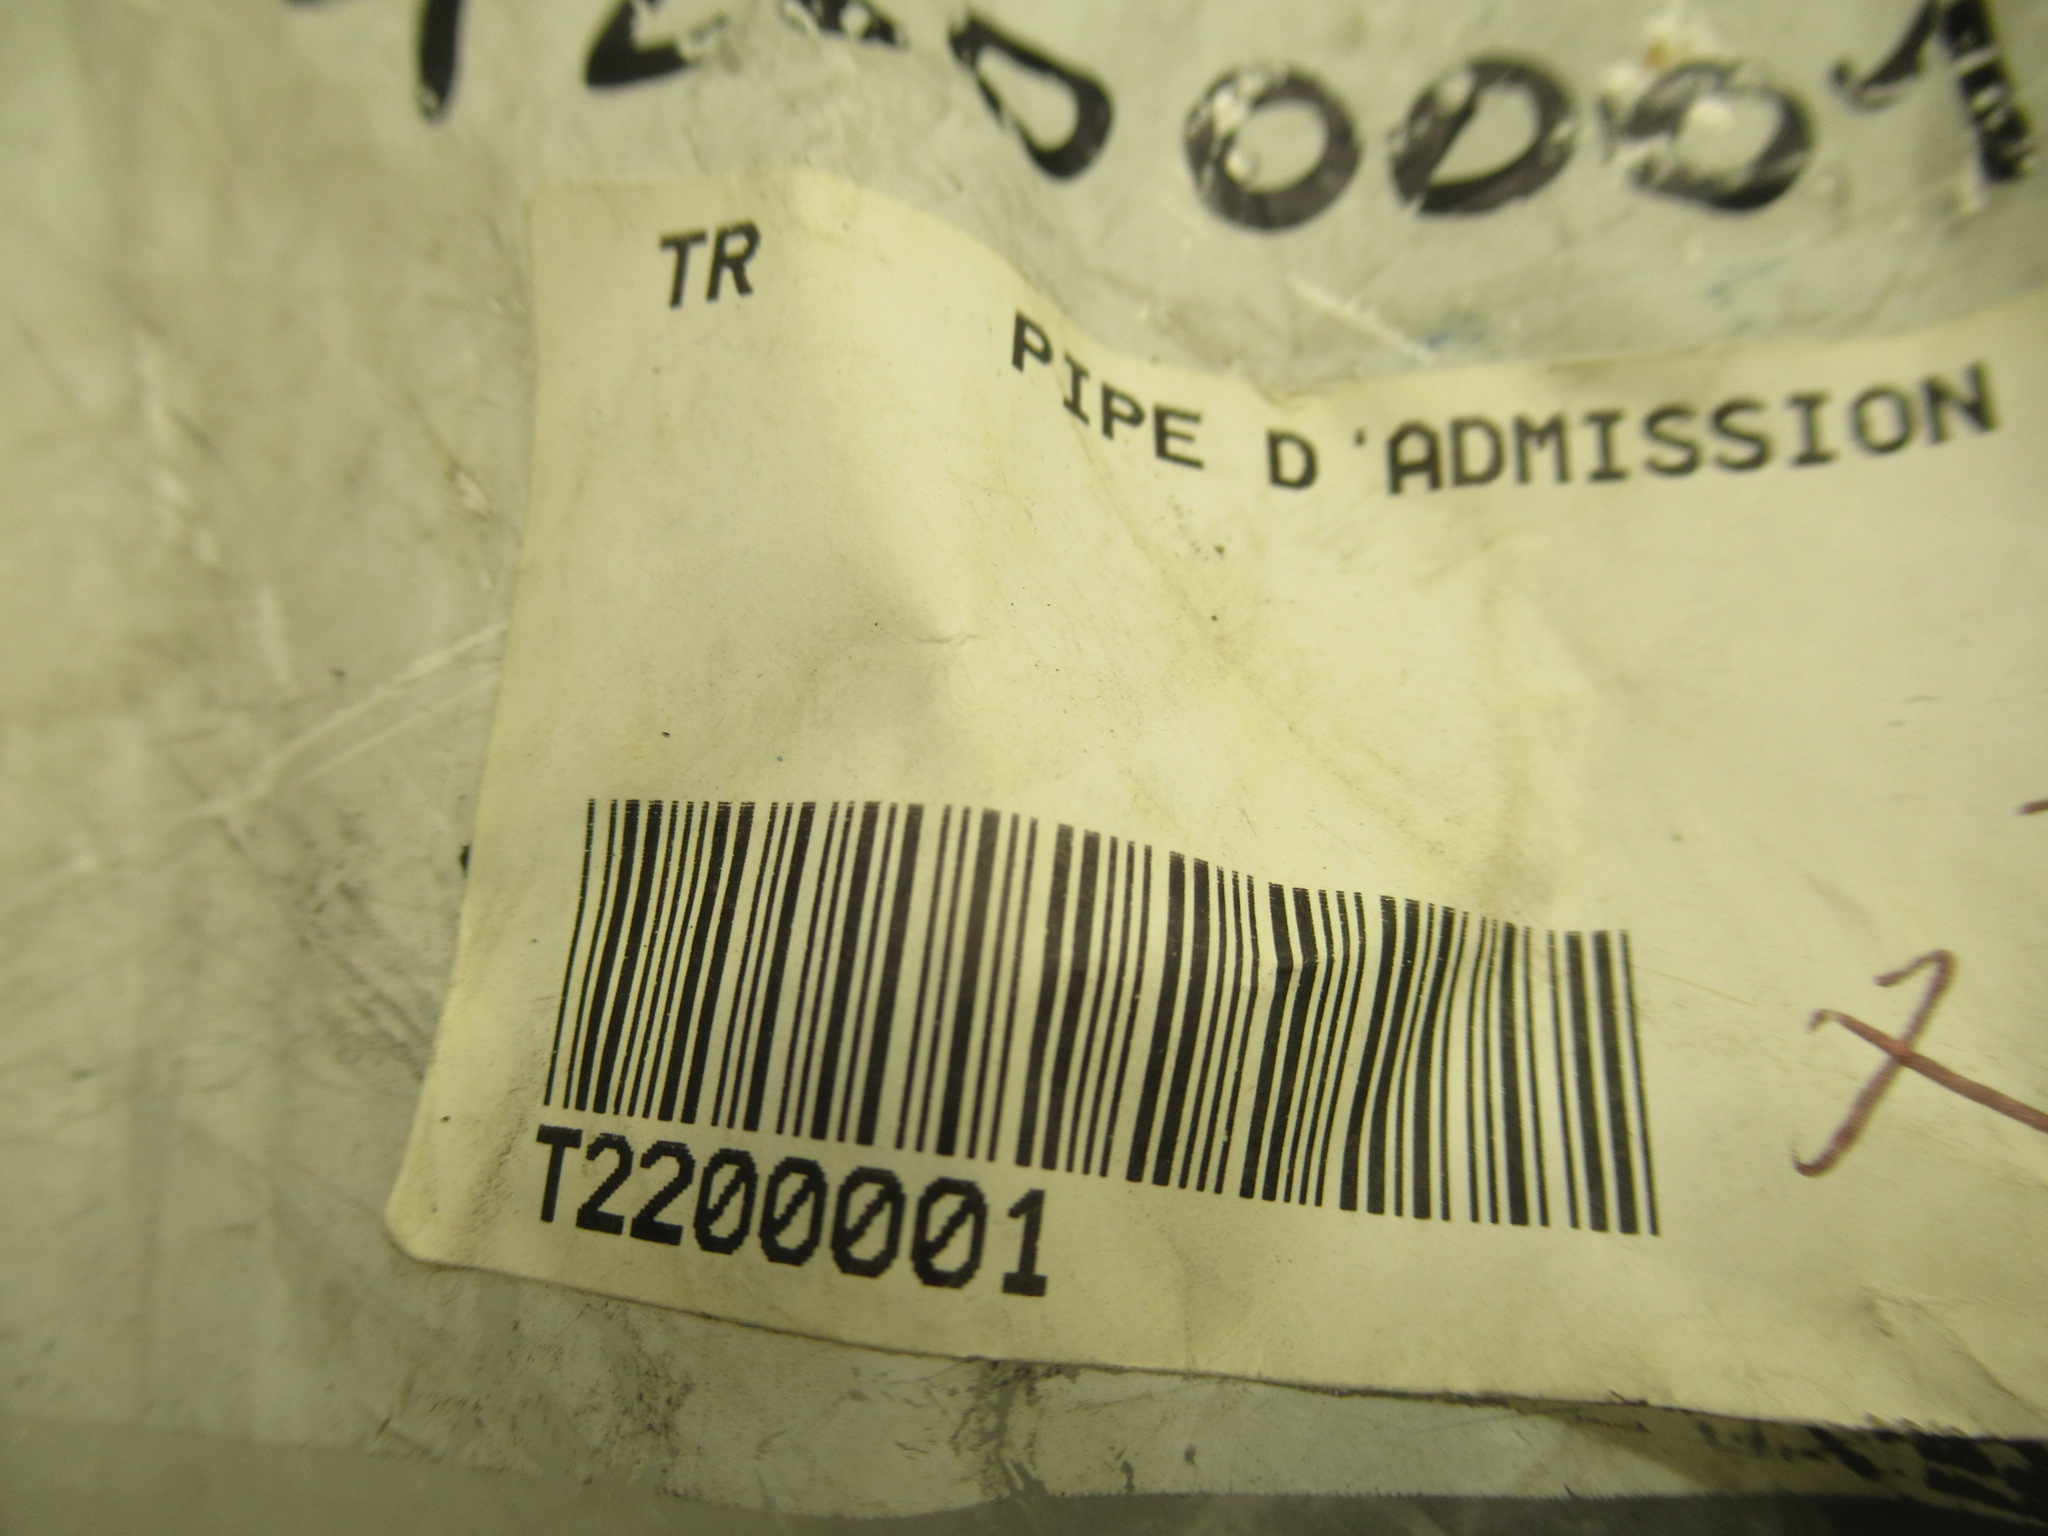 TR
PIPE D'ADMISSION
T2200001